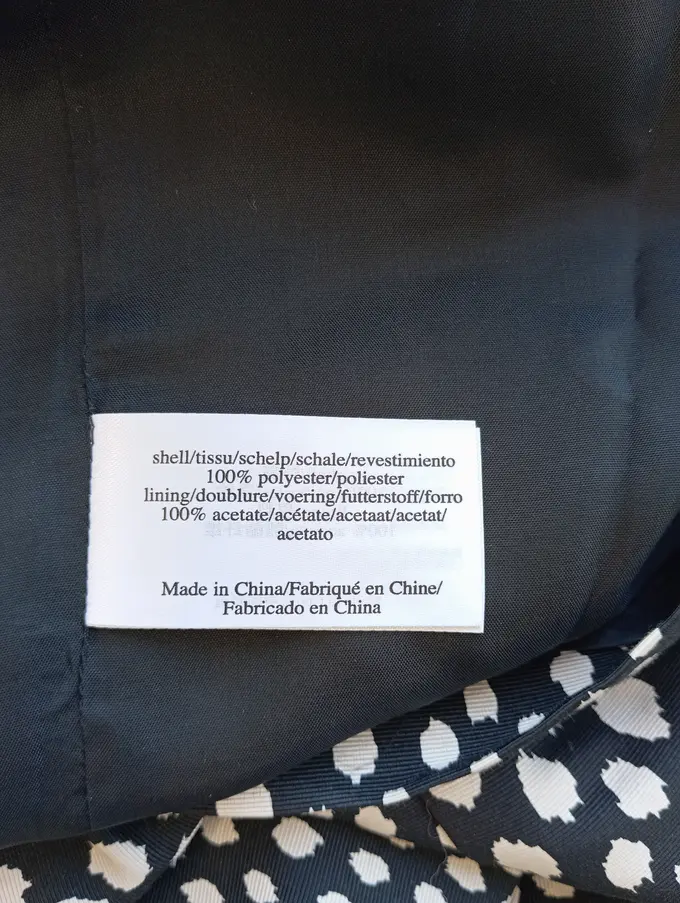 shell/tissu/schelp/schale/revestimiento
100% polyester/poliester
lining/doublure/voering/futterstoff/forro
100% acetate/acétate/acetaat/acetat/
acetato
Made in China/Fabriqué en Chine/
Fabricado en China